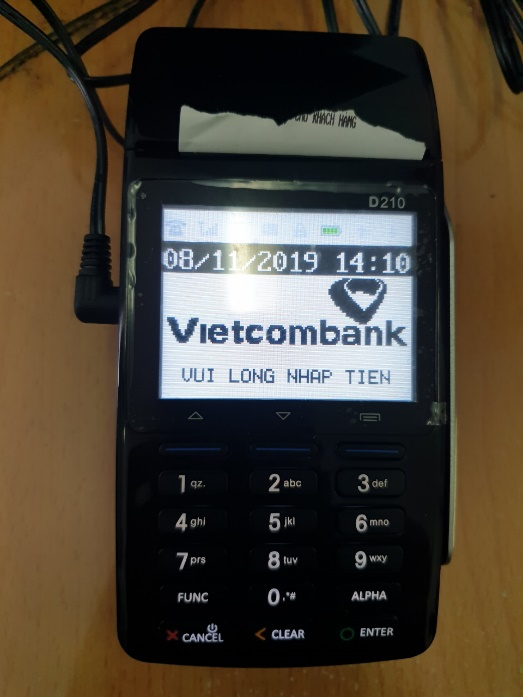 KHACH HANG
D210
08/11/2019 14:10
Vietcombank
VUI LONG NHAP TIEN
1 qz.
2 abc
3 def
4 ghi
5 jkl
6 mno
7 prs
8 tuv
9 wxy
FUNC
0.*#
ALPHA
CANCEL
CLEAR
ENTER